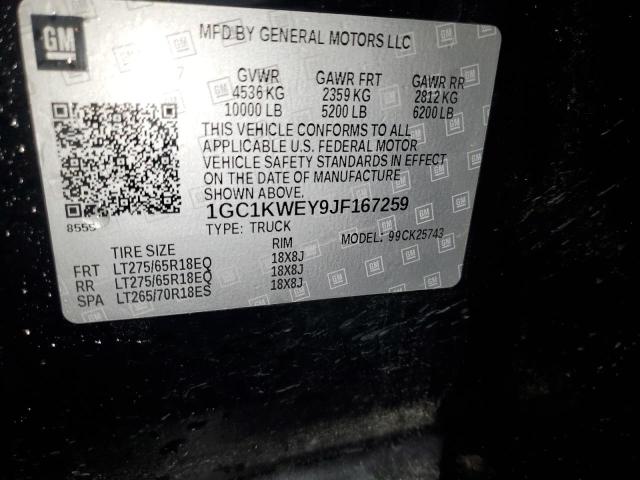 GM
MFD BY GENERAL MOTORS LLC
GVWR GAWR FRT GAWR RR
4536 KG 2359 KG 2812 KG
10000 LB 5200 LB 6200 LB
THIS VEHICLE CONFORMS TO ALL
APPLICABLE U.S. FEDERAL MOTOR
VEHICLE SAFETY STANDARDS IN EFFECT
ON THE DATE OF MANUFACTURE
SHOWN ABOVE.
1GC1KWEY9JF167259
TYPE: TRUCK MODEL: 99CK25743
TIRE SIZE RIM
FRT LT275/65R18EQ 18X8J
RR LT275/65R18EQ 18X8J
SPA LT265/70R18ES 18X8J